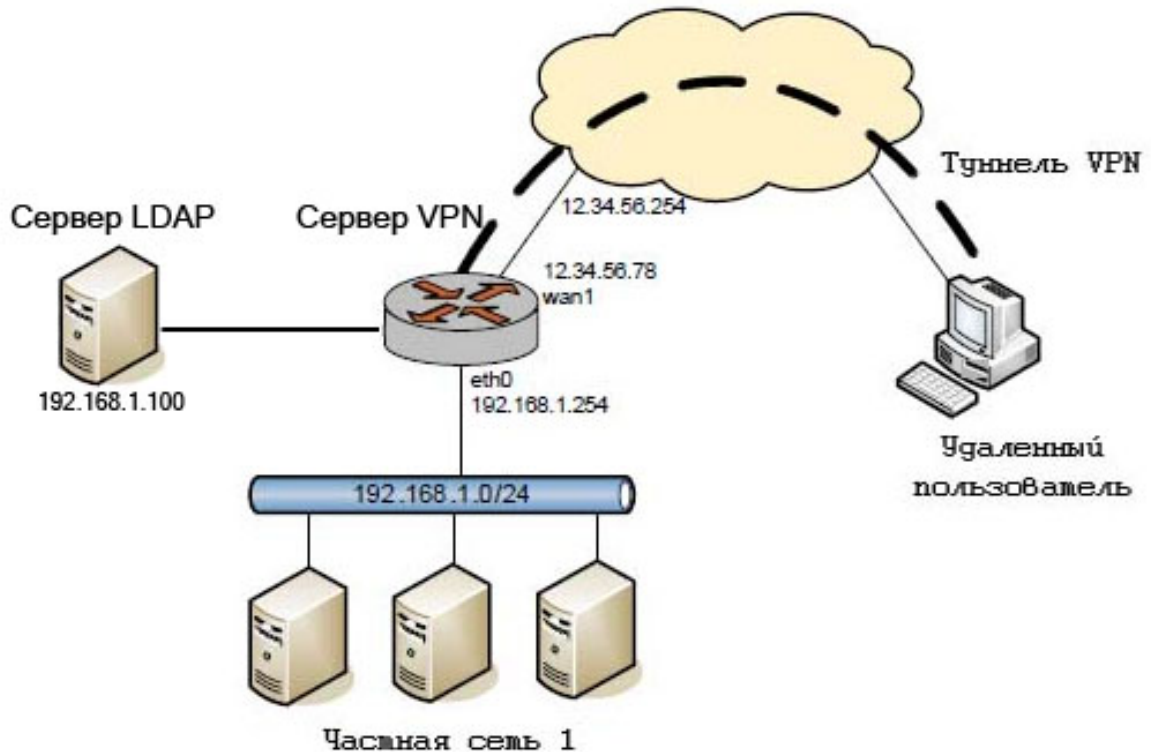 Туннель VPN
12.34.56.254
Сервер LDAP
Сервер VPN
12.34.56.78
wan1
eth0
192.168.1.254
192.168.1.100
Удаленный
пользователь
192.168.1.0/24
Частная сеть 1